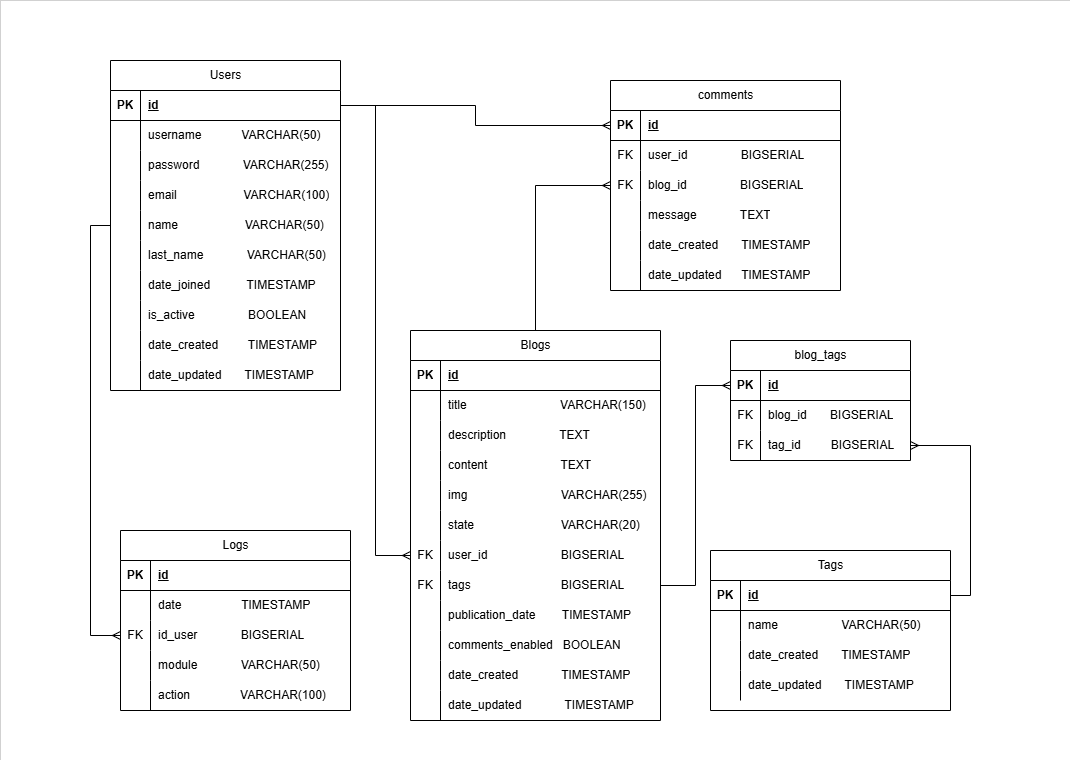 Users
PK id
username VARCHAR(50)
password VARCHAR(255)
email VARCHAR(100)
name VARCHAR(50)
last_name VARCHAR(50)
date_joined TIMESTAMP
is_active BOOLEAN
date_created TIMESTAMP
date_updated TIMESTAMP
comments
PK id
FK user_id BIGSERIAL
FK blog_id BIGSERIAL
message TEXT
date_created TIMESTAMP
date_updated TIMESTAMP
Blogs
PK id
title VARCHAR(150)
description TEXT
content TEXT
img VARCHAR(255)
state VARCHAR(20)
FK user_id BIGSERIAL
FK tags BIGSERIAL
publication_date TIMESTAMP
comments_enabled BOOLEAN
date_created TIMESTAMP
date_updated TIMESTAMP
blog_tags
PK id
FK blog_id BIGSERIAL
FK tag_id BIGSERIAL
Logs
PK id
date TIMESTAMP
FK id_user BIGSERIAL
module VARCHAR(50)
action VARCHAR(100)
Tags
PK id
name VARCHAR(50)
date_created TIMESTAMP
date_updated TIMESTAMP